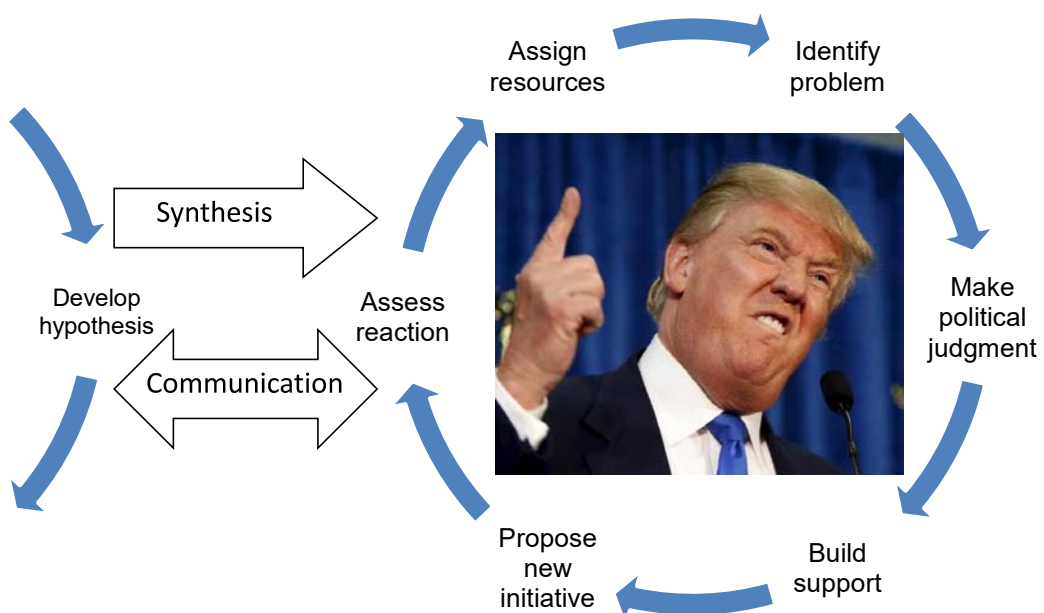 Assign
resources
Identify
problem
Synthesis
Develop
hypothesis
Assess
reaction
Make
political
judgment
Communication
Propose
new
initiative
Build
support